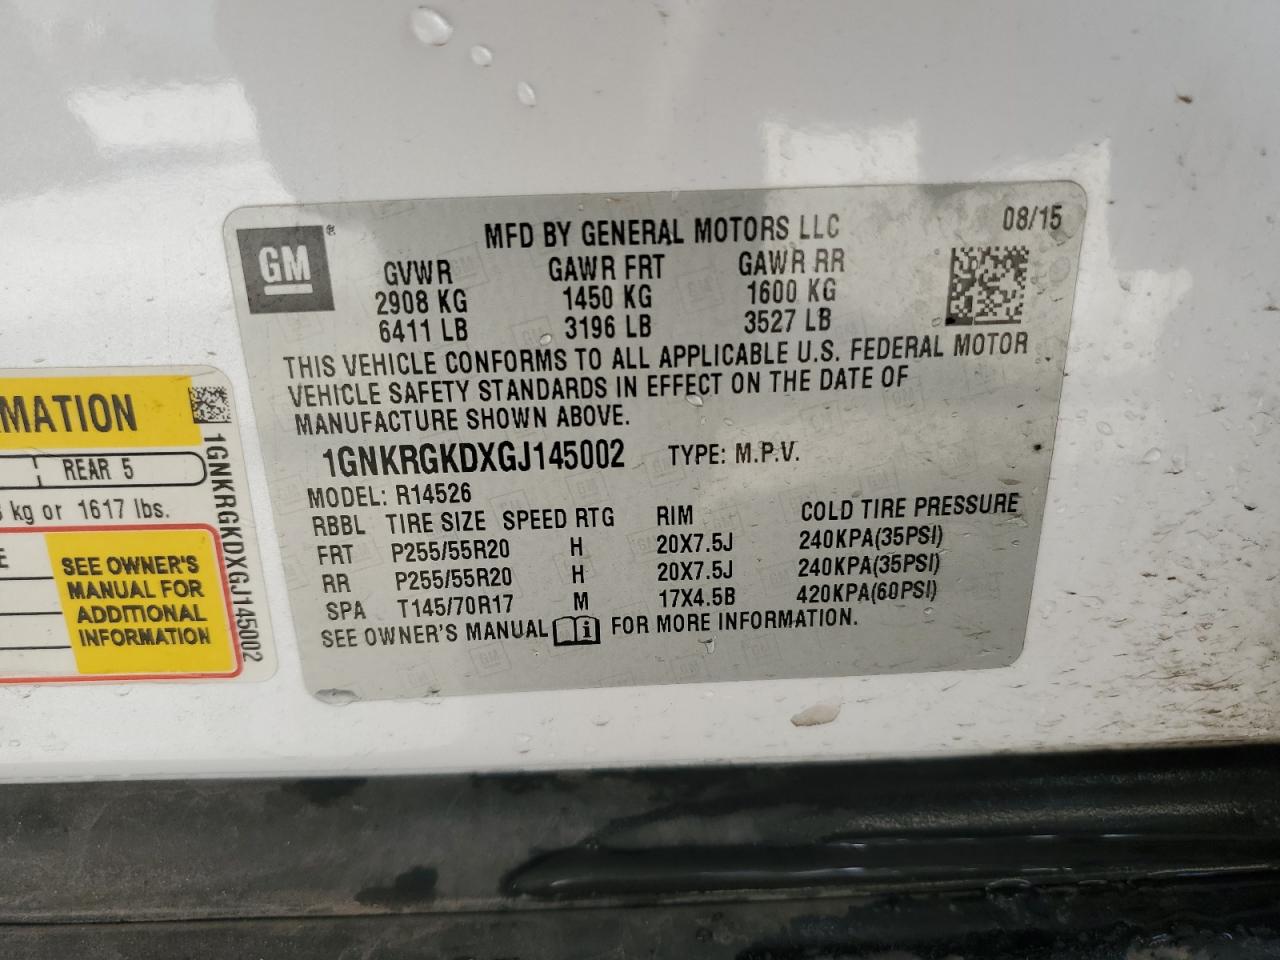 GM ®
MFD BY GENERAL MOTORS LLC 08/15
GVWR GAWR FRT GAWR RR
2908 KG 1450 KG 1600 KG
6411 LB 3196 LB 3527 LB
THIS VEHICLE CONFORMS TO ALL APPLICABLE U.S. FEDERAL MOTOR
VEHICLE SAFETY STANDARDS IN EFFECT ON THE DATE OF
MANUFACTURE SHOWN ABOVE.
1GNKRGKDXGJ145002 TYPE: M.P.V.
MODEL: R14526
RBBL TIRE SIZE SPEED RTG RIM COLD TIRE PRESSURE
FRT P255/55R20 H 20X7.5J 240KPA(35PSI)
RR P255/55R20 H 20X7.5J 240KPA(35PSI)
SPA T145/70R17 M 17X4.5B 420KPA(60PSI)
SEE OWNER'S MANUAL i FOR MORE INFORMATION.
MATION
REAR 5
kg or 1617 lbs.
SEE OWNER'S
MANUAL FOR
ADDITIONAL
INFORMATION
1GNKRGKDXGJ145002